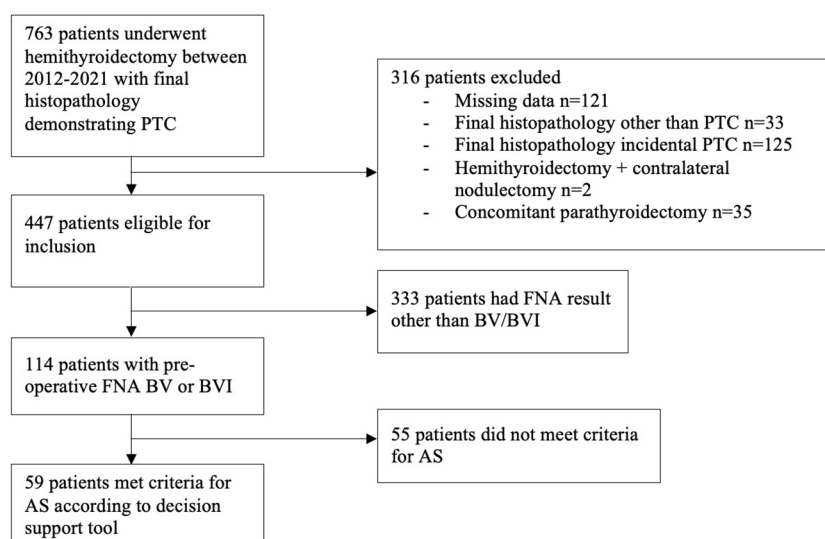 763 patients underwent
hemithyroidectomy between
2012-2021 with final
histopathology
demonstrating PTC
316 patients excluded
- Missing data n=121
- Final histopathology other than PTC n=33
- Final histopathology incidental PTC n=125
- Hemithyroidectomy + contralateral
nodulectomy n=2
- Concomitant parathyroidectomy n=35
447 patients eligible for
inclusion
333 patients had FNA result
other than BV/BVI
114 patients with pre-
operative FNA BV or BVI
55 patients did not meet criteria
for AS
59 patients met criteria for
AS according to decision
support tool